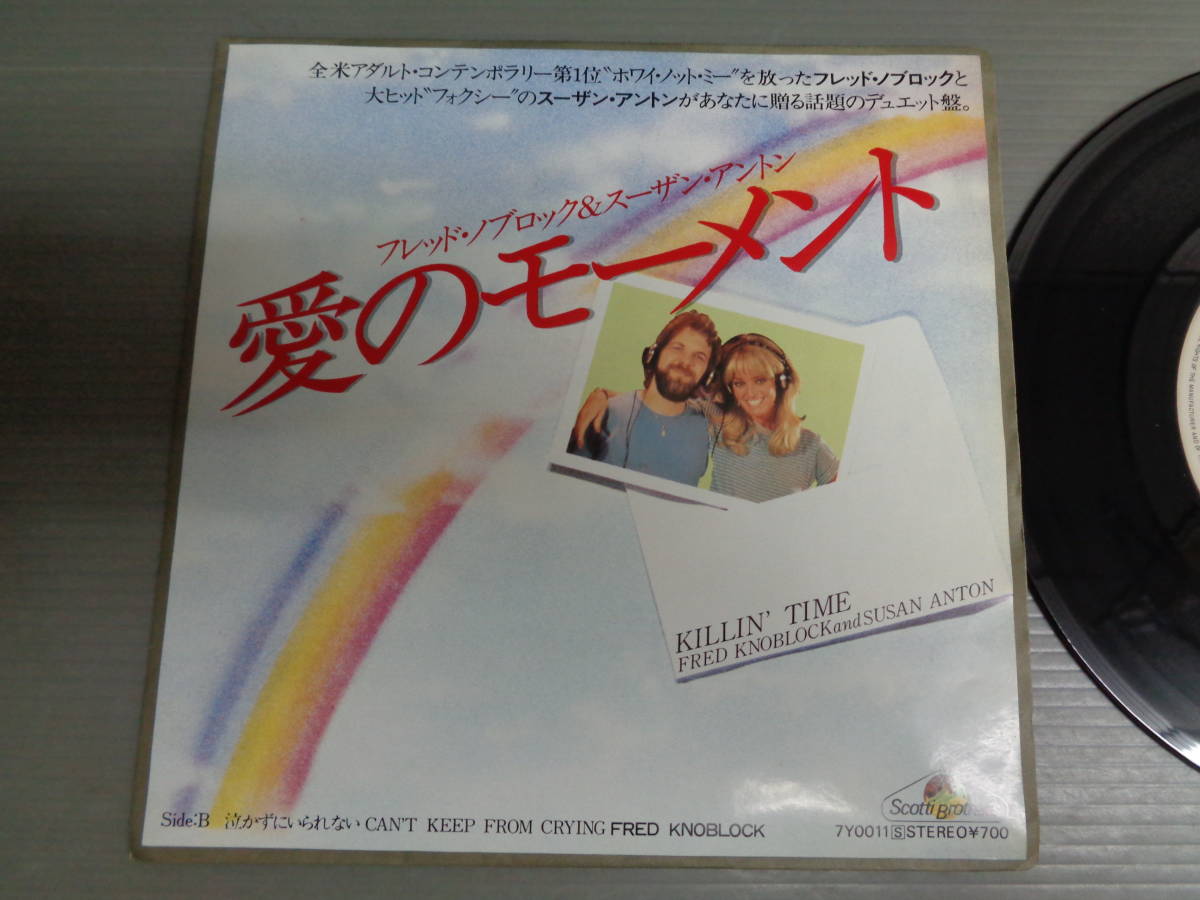 全米アダルト・コンテンポラリー第1位〝ホワイ・ノット・ミー〞を放ったフレッド・ノブロックと
大ヒット〝フォクシー〞のスーザン・アントンがあなたに贈る話題のデュエット盤。
フレッド・ノブロック&スーザン・アントン
愛のモーメント
KILLIN' TIME
FRED KNOBLOCK and SUSAN ANTON
Scotti Bro
Side:B 泣かずにいられない CAN'T KEEP FROM CRYING FRED KNOBLOCK
7Y0011 S STEREO ¥700
OF THE MANUFACTURER AND